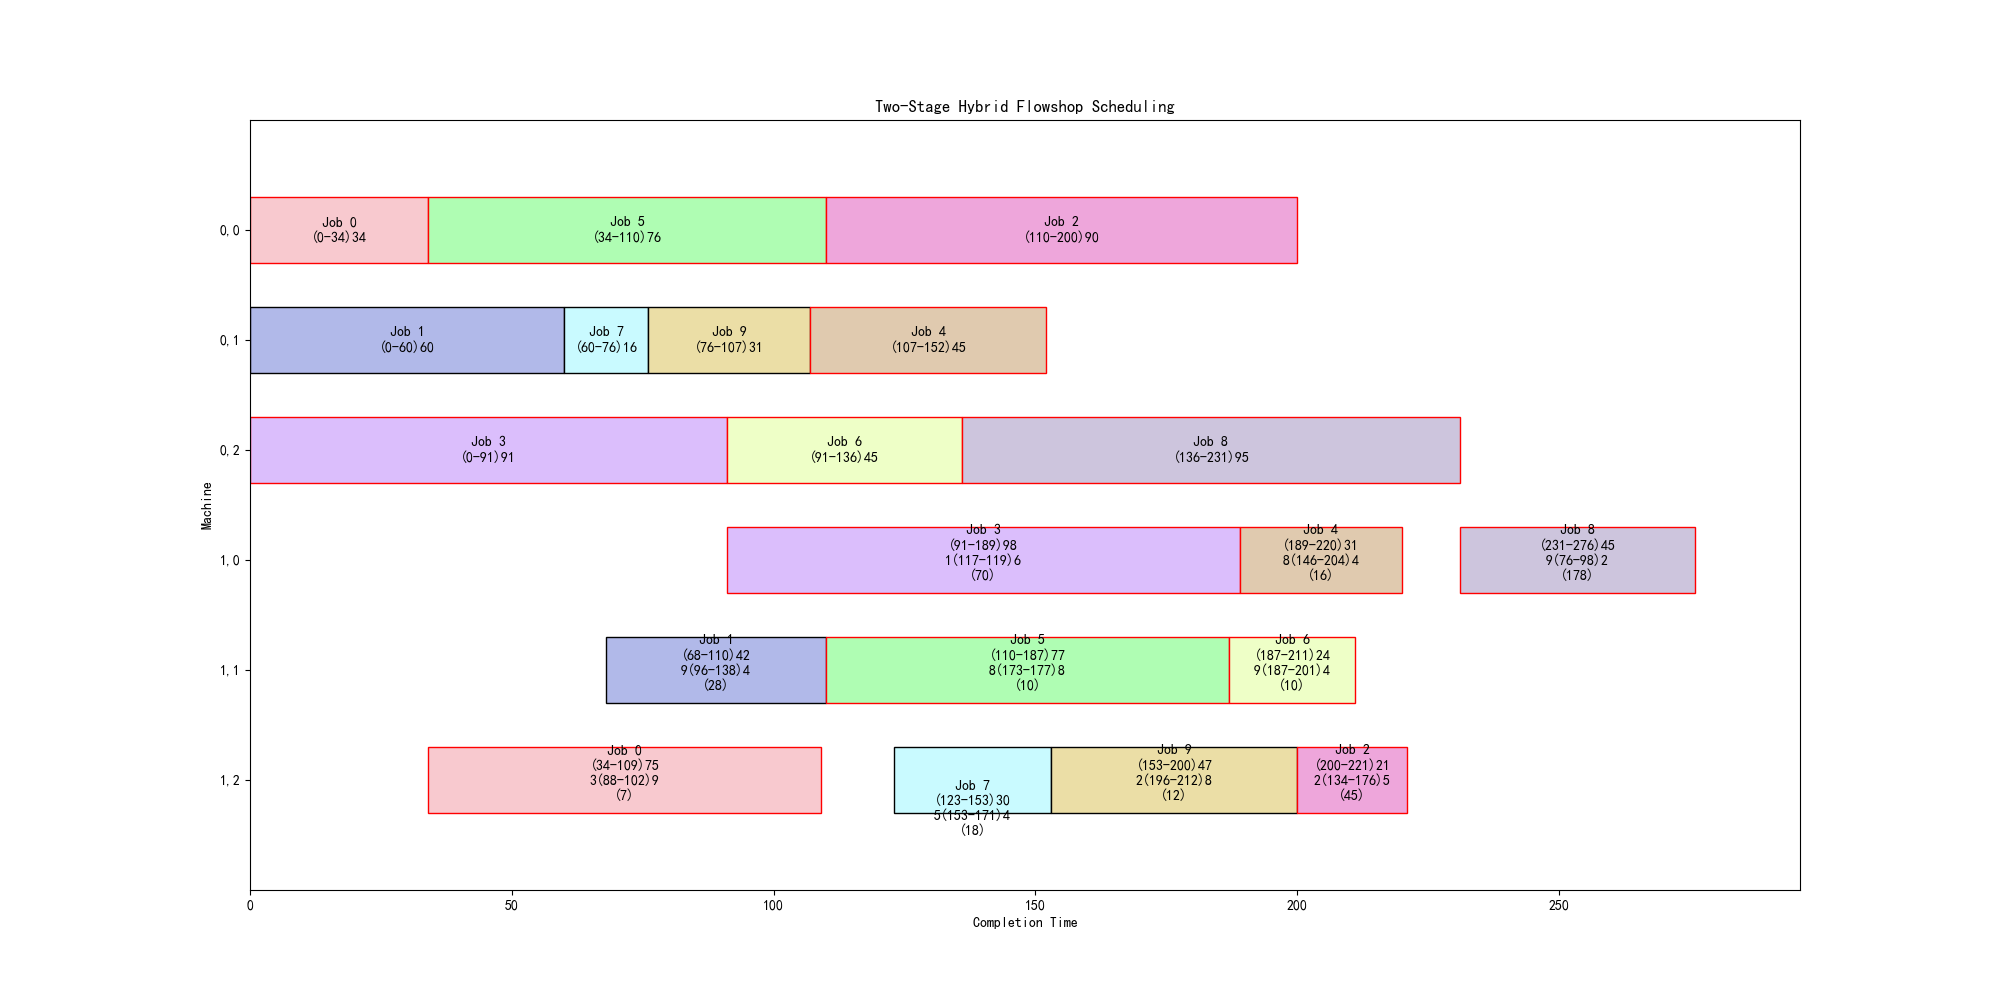 Two-Stage Hybrid Flowshop Scheduling
0,0
Job 0
(0-34)34
Job 5
(34-110)76
Job 2
(110-200)90
0,1
Job 1
(0-60)60
Job 7
(60-76)16
Job 9
(76-107)31
Job 4
(107-152)45
0,2
Job 3
(0-91)91
Job 6
(91-136)45
Job 8
(136-231)95
Machine
1,0
Job 3
(91-189)98
1(117-119)6
(70)
Job 4
(189-220)31
8(146-204)4
(16)
Job 8
(231-276)45
9(76-98)2
(178)
1,1
Job 1
(68-110)42
9(96-138)4
(28)
Job 5
(110-187)77
8(173-177)8
(10)
Job 6
(187-211)24
9(187-201)4
(10)
1,2
Job 0
(34-109)75
3(88-102)9
(7)
Job 7
(123-153)30
5(153-171)4
(18)
Job 9
(153-200)47
2(196-212)8
(12)
Job 2
(200-221)21
2(134-176)5
(45)
0
50
100
150
200
250
Completion Time